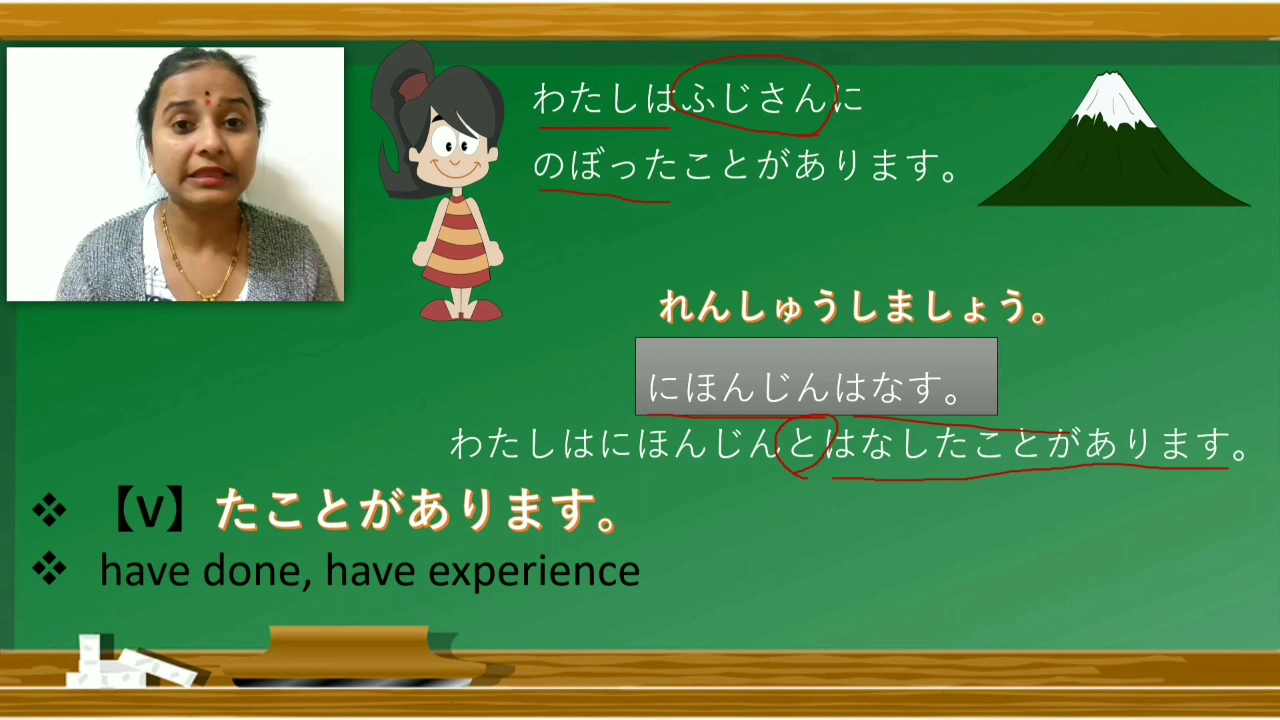 わたしはふじさんに
のぼったことがあります。
れんしゅうしましょう。
にほんじんはなす。
わたしはにほんじんとはなしたことがあります。
❖ 【V】たことがあります。
❖ have done, have experience